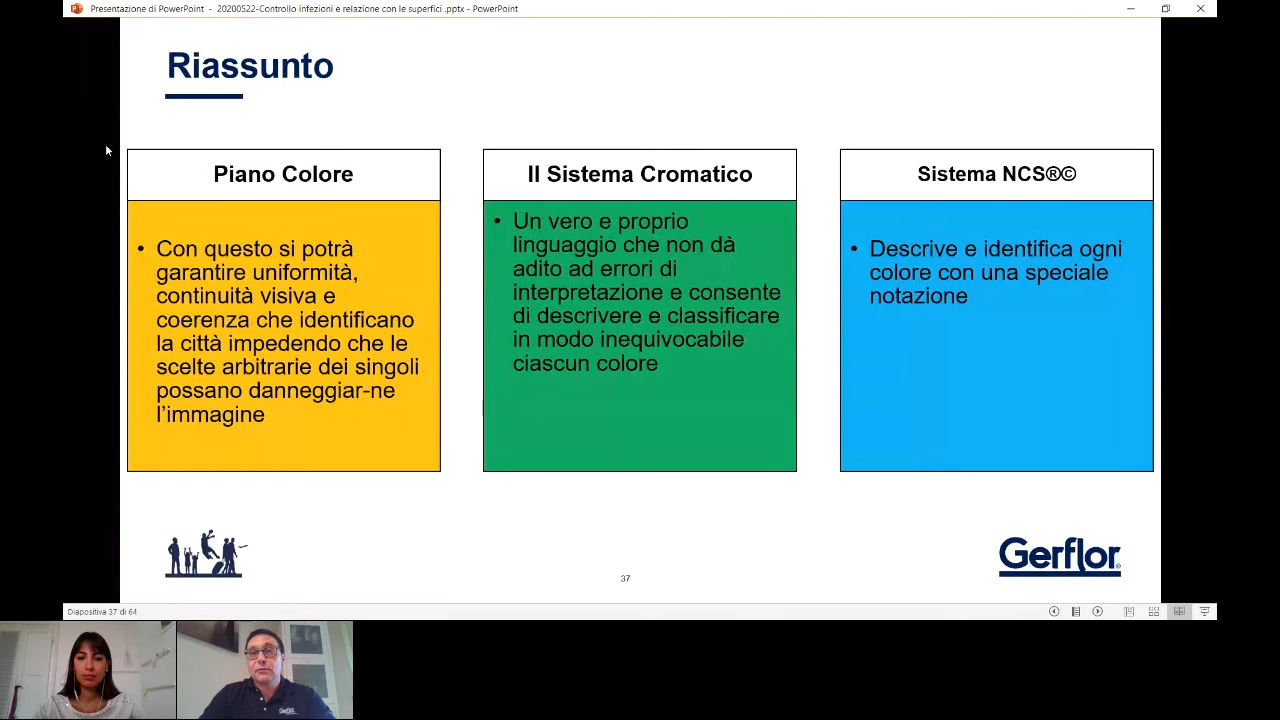 Presentazione di PowerPoint - 20200522-Controllo infezioni e relazione con le superfici .pptx - PowerPoint
Riassunto
Piano Colore
• Con questo si potrà
garantire uniformità,
continuità visiva e
coerenza che identificano
la città impedendo che le
scelte arbitrarie dei singoli
possano danneggiar-ne
l’immagine
Il Sistema Cromatico
• Un vero e proprio
linguaggio che non dà
adito ad errori di
interpretazione e consente
di descrivere e classificare
in modo inequivocabile
ciascun colore
Sistema NCS®©
• Descrive e identifica ogni
colore con una speciale
notazione
Gerflor®
37
Diapositiva 37 di 64
Gerflor